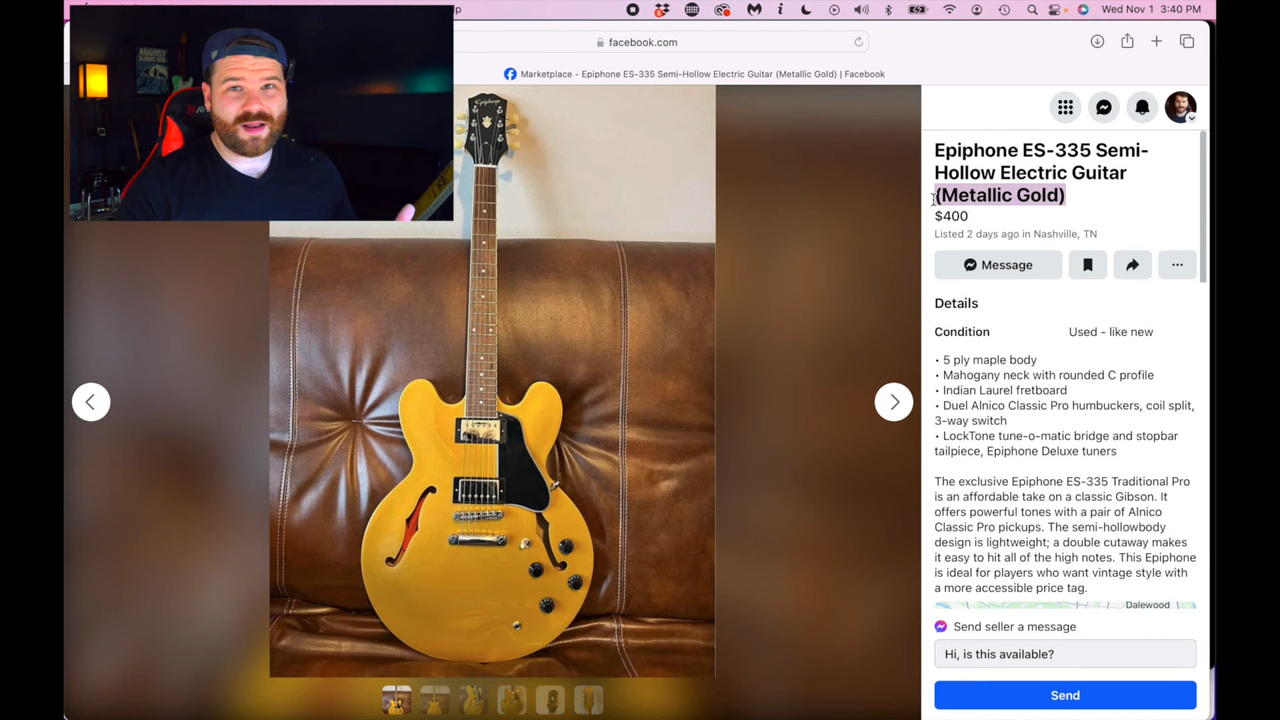 Wed Nov 1 3:40 PM
facebook.com
Marketplace - Epiphone ES-335 Semi-Hollow Electric Guitar (Metallic Gold) | Facebook
Epiphone
Epiphone ES-335 Semi-
Hollow Electric Guitar
(Metallic Gold)
$400
Listed 2 days ago in Nashville, TN
Message
Details
Condition
Used - like new
• 5 ply maple body
• Mahogany neck with rounded C profile
• Indian Laurel fretboard
• Duel Alnico Classic Pro humbuckers, coil split,
3-way switch
• LockTone tune-o-matic bridge and stopbar
tailpiece, Epiphone Deluxe tuners
The exclusive Epiphone ES-335 Traditional Pro
is an affordable take on a classic Gibson. It
offers powerful tones with a pair of Alnico
Classic Pro pickups. The semi-hollowbody
design is lightweight; a double cutaway makes
it easy to hit all of the high notes. This Epiphone
is ideal for players who want vintage style with
a more accessible price tag.
Dalewood
Send seller a message
Hi, is this available?
Send